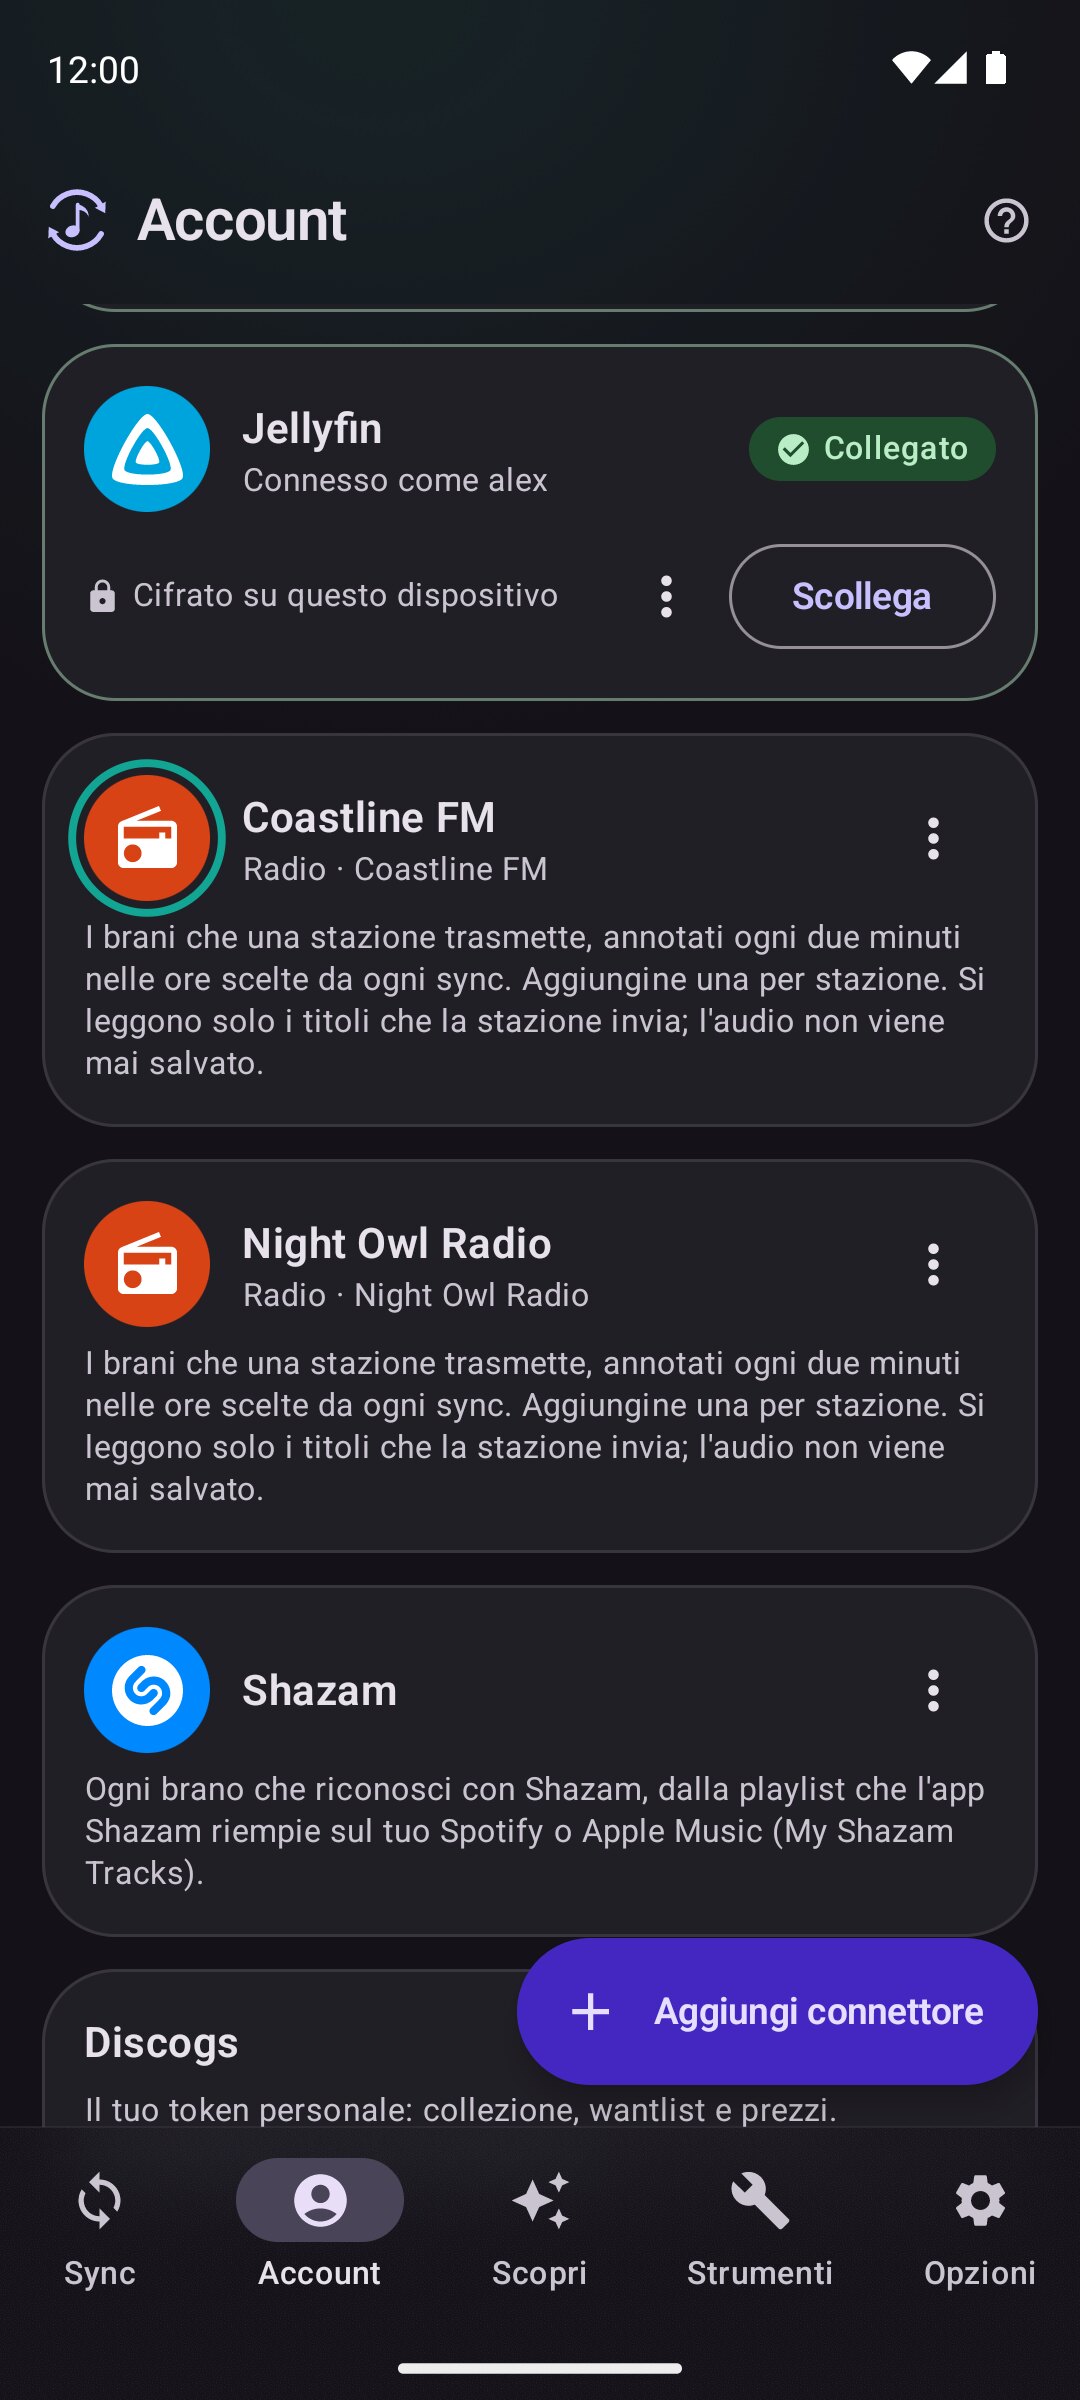 12:00
Account
Jellyfin
Connesso come alex
Collegato
Cifrato su questo dispositivo
Scollega
Coastline FM
Radio · Coastline FM
I brani che una stazione trasmette, annotati ogni due minuti
nelle ore scelte da ogni sync. Aggiungine una per stazione. Si
leggono solo i titoli che la stazione invia; l'audio non viene
mai salvato.
Night Owl Radio
Radio · Night Owl Radio
I brani che una stazione trasmette, annotati ogni due minuti
nelle ore scelte da ogni sync. Aggiungine una per stazione. Si
leggono solo i titoli che la stazione invia; l'audio non viene
mai salvato.
Shazam
Ogni brano che riconosci con Shazam, dalla playlist che l'app
Shazam riempie sul tuo Spotify o Apple Music (My Shazam
Tracks).
Discogs
Aggiungi connettore
Il tuo token personale: collezione, wantlist e prezzi.
Sync
Account
Scopri
Strumenti
Opzioni